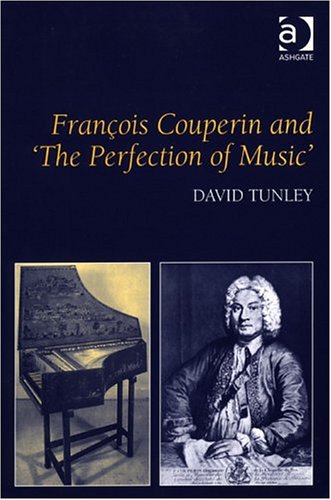 a
ASHGATE
François Couperin and
‘The Perfection of Music’
DAVID TUNLEY